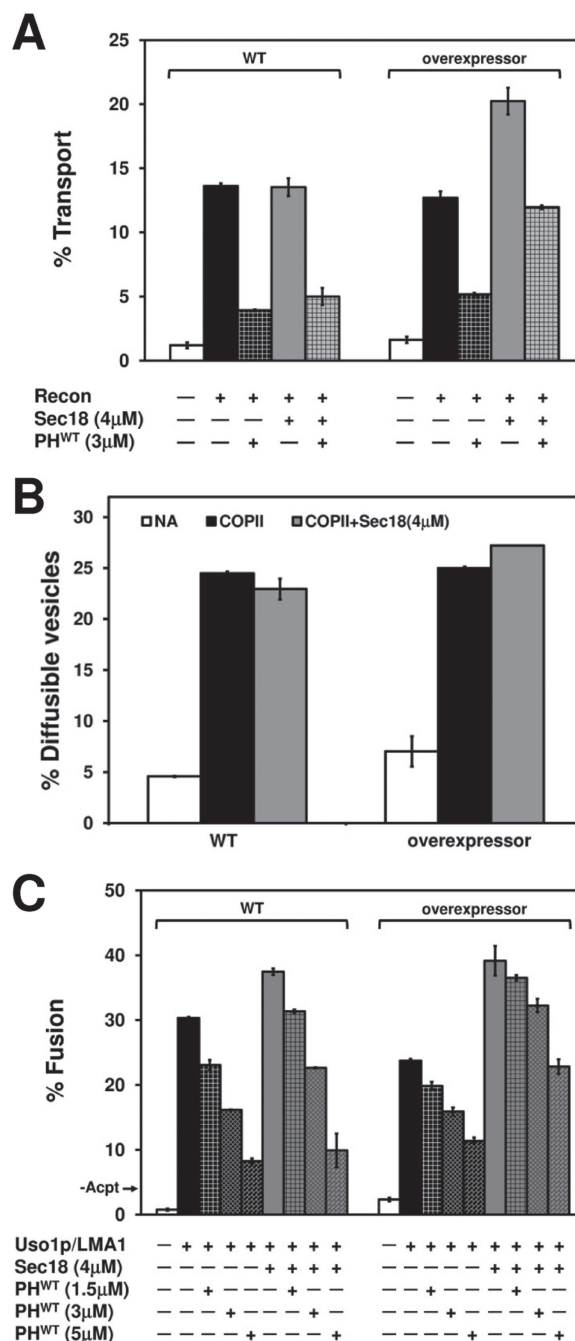 A
25
20
15
10
5
0
% Transport
WT
overexpressor
Recon — + + + + — + + + +
Sec18 (4µM) — — — + + — — — + +
PHWT (3µM) — — + — + — — + — +
B
30
25
20
15
10
5
0
% Diffusible vesicles
NA COPII COPII+Sec18(4µM)
WT overexpressor
C
50
40
30
20
10
0
% Fusion
-Acpt
WT
overexpressor
Uso1p/LMA1 — + + + + + + + + — + + + + + + + +
Sec18 (4µM) — — — — — + + + + — — — — — + + + +
PHWT (1.5µM) — — + — — — + — — — — + — — — + — —
PHWT (3µM) — — — + — — — + — — — — + — — — + —
PHWT (5µM) — — — — + — — — + — — — — + — — — +